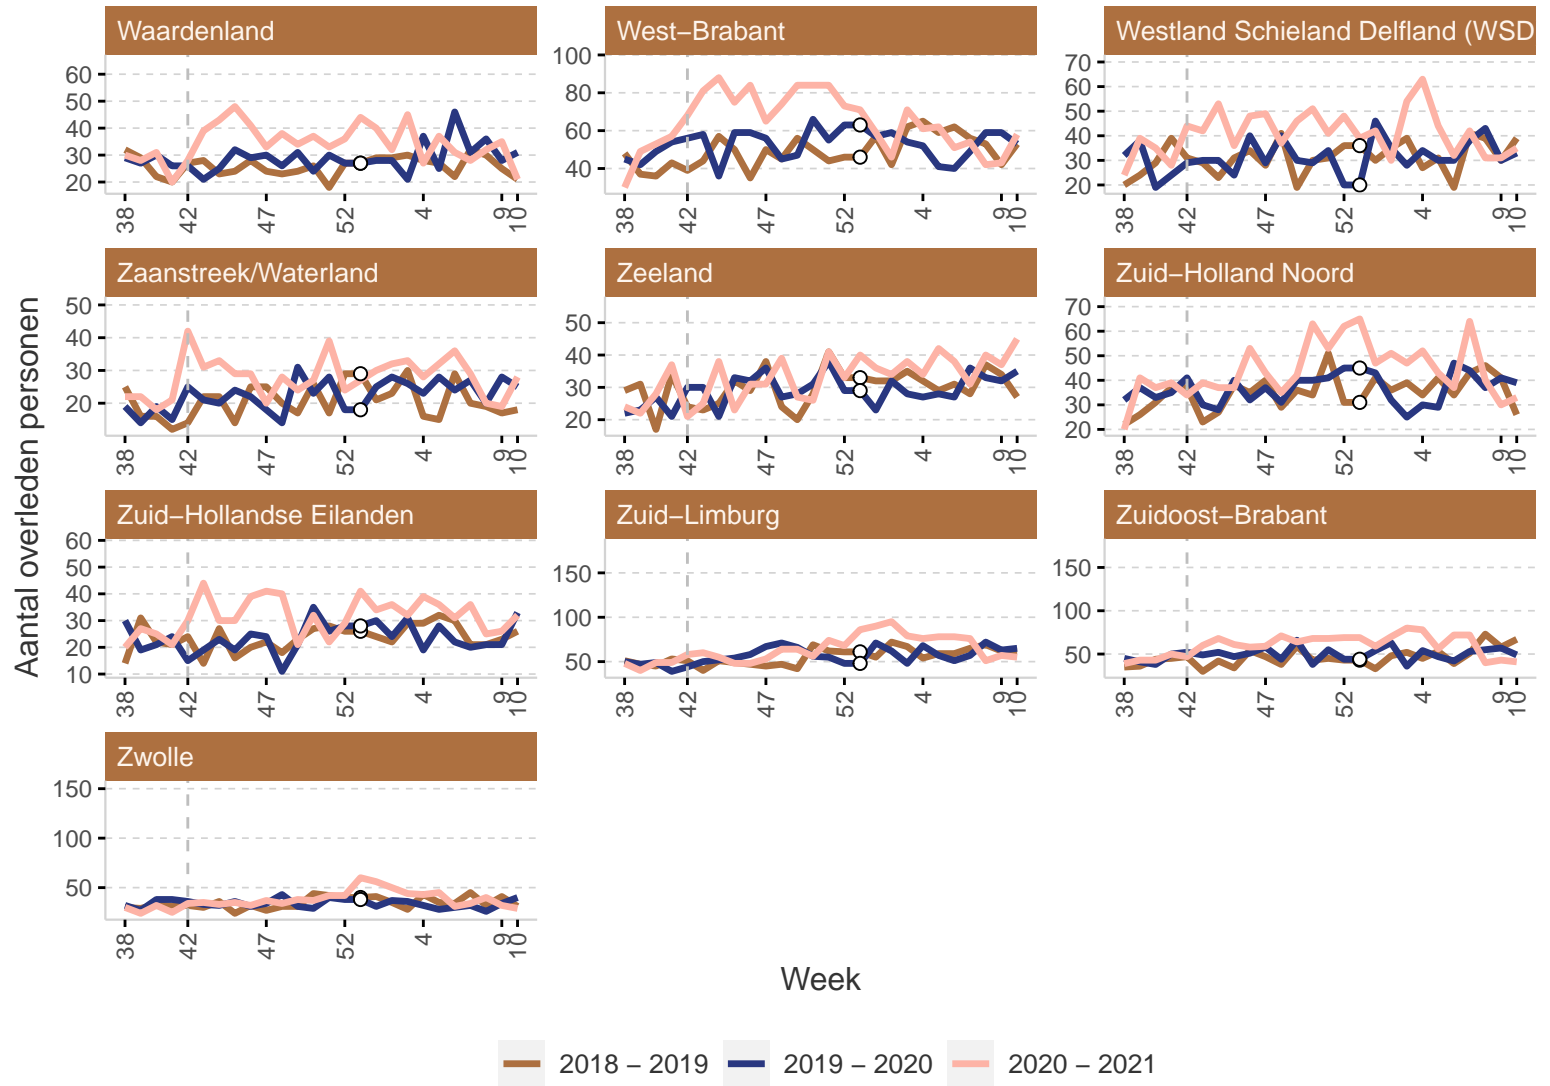 Waardenland
West−Brabant
Westland Schieland Delfland (WSD
60
50
40
30
20
100
80
60
40
70
60
50
40
30
20
38 42 47 52 4 9 10
38 42 47 52 4 9 10
38 42 47 52 4 9 10
Zaanstreek/Waterland
Zeeland
Zuid−Holland Noord
50
40
30
20
50
40
30
20
70
60
50
40
30
20
38 42 47 52 4 9 10
38 42 47 52 4 9 10
38 42 47 52 4 9 10
Aantal overleden personen
Zuid−Hollandse Eilanden
Zuid−Limburg
Zuidoost−Brabant
60
50
40
30
20
10
150
100
50
150
100
50
38 42 47 52 4 9 10
38 42 47 52 4 9 10
38 42 47 52 4 9 10
Zwolle
150
100
50
38 42 47 52 4 9 10
Week
2018 − 2019
2019 − 2020
2020 − 2021